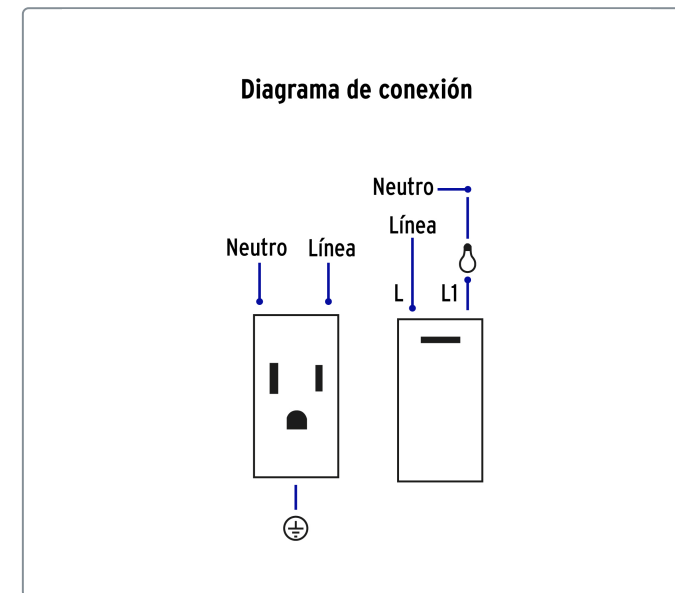 Diagrama de conexión
Neutro
Línea
Neutro Línea
L L1